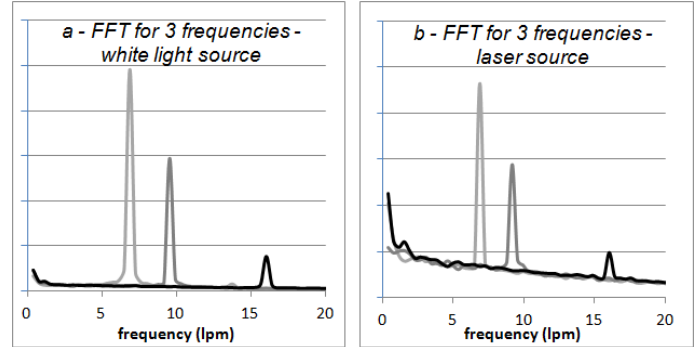 a - FFT for 3 frequencies -
white light source
0 5 10 15 20
frequency (lpm)
b - FFT for 3 frequencies -
laser source
0 5 10 15 20
frequency (lpm)